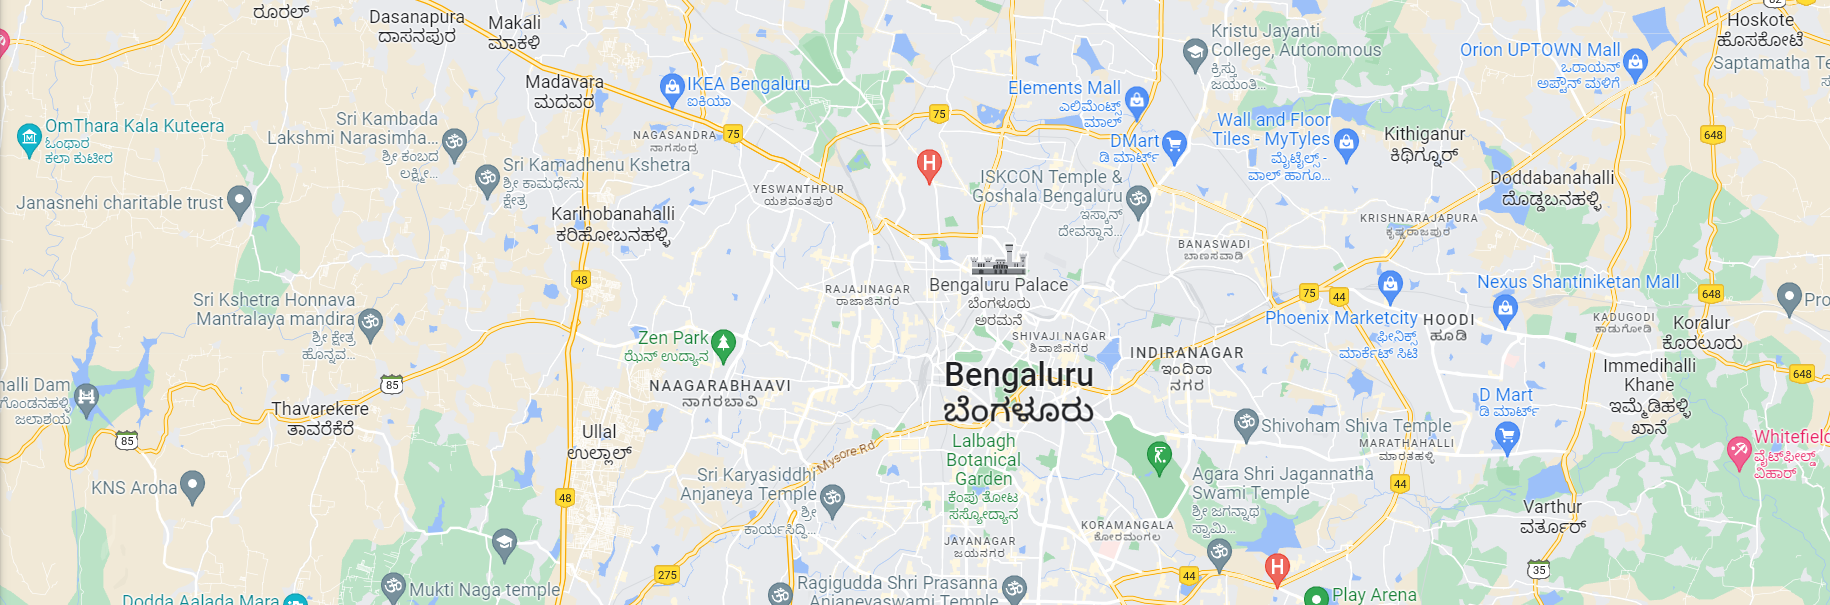 ರೂರಲ್
Dasanapura
ದಾಸನಪುರ
Makali
ಮಾಕಳಿ
Kristu Jayanti
College, Autonomous
ಕ್ರಿಸ್ತು
ಜಯಂತಿ...
Orion UPTOWN Mall
ಒರಾಯನ್
ಅಪ್ಟೌನ್ ಮಳಿಗೆ
Hoskote
ಹೊಸಕೋಟೆ
Saptamatha Te
Madavara
ಮದವರ
IKEA Bengaluru
ಐಕಿಯಾ
Elements Mall
ಎಲಿಮೆಂಟ್ಸ್
ಮಾಲ್
75
OmThara Kala Kuteera
ಓಂಥಾರ
ಕಲಾ ಕುಟೀರ
Sri Kambada
Lakshmi Narasimha...
ಶ್ರೀ ಕಂಬದ
ಲಕ್ಷ್ಮೀ...
NAGASANDRA
ನಾಗಸಂದ್ರ
75
DMart
ಡಿ ಮಾರ್ಟ್
Wall and Floor
Tiles - MyTyles
ಮೈಟೈಲ್ಸ್ -
ವಾಲ್ ಹಾಗೂ...
Kithiganur
ಕಿಥಿಗ್ನೂರ್
648
Sri Kamadhenu Kshetra
ಶ್ರೀ ಕಾಮಧೇನು
ಕ್ಷೇತ್ರ
H
ISKCON Temple &
Goshala Bengaluru
ಇಸ್ಕಾನ್
ದೇವಸ್ಥಾನ...
Doddabanahalli
ದೊಡ್ಡಬನಹಳ್ಳಿ
Janasnehi charitable trust
YESWANTHPUR
ಯಶವಂತಪುರ
Karihobanahalli
ಕರಿಹೋಬನಹಳ್ಳಿ
KRISHNARAJAPURA
ಕೃಷ್ಣರಾಜಪುರ
BANASWADI
ಬಾಣಸವಾಡಿ
48
Bengaluru Palace
ಬೆಂಗಳೂರು
ಅರಮನೆ
RAJAJINAGAR
ರಾಜಾಜಿನಗರ
75
44
Nexus Shantiniketan Mall
648
Pro
Sri Kshetra Honnava
Mantralaya mandira
ಶ್ರೀ ಕ್ಷೇತ್ರ
ಹೊನ್ನವ...
Phoenix Marketcity
ಫೀನಿಕ್ಸ್
ಮಾರ್ಕೆಟ್ ಸಿಟಿ
HOODI
ಹೂಡಿ
KADUGODI
ಕಾಡುಗೋಡಿ
Koralur
ಕೊರಲೂರು
Zen Park
ಝೆನ್ ಉದ್ಯಾನ
SHIVAJI NAGAR
ಶಿವಾಜಿನಗರ
INDIRANAGAR
ಇಂದಿರಾ
ನಗರ
Immedihalli
Khane
ಇಮ್ಮೆಡಿಹಳ್ಳಿ
ಖಾನೆ
648
Bengaluru
ಬೆಂಗಳೂರು
halli Dam
ಗೊಂಡನಹಳ್ಳಿ
ಜಲಾಶಯ
85
NAAGARABHAAVI
ನಾಗರಬಾವಿ
D Mart
ಡಿ ಮಾರ್ಟ್
Thavarekere
ತಾವರೆಕೆರೆ
85
Ullal
ಉಲ್ಲಾಲ್
Mysore Rd
Lalbagh
Botanical
Garden
ಕೆಂಪು ತೋಟ
ಸಸ್ಯೋದ್ಯಾನ
Shivoham Shiva Temple
MARATHAHALLI
ಮಾರತಹಳ್ಳಿ
Whitefield
ವೈಟ್‌ಫೀಲ್ಡ್
ವಿಹಾರ್
KNS Aroha
48
Sri Karyasiddhi
Anjaneya Temple
ಶ್ರೀ
ಕಾರ್ಯಸಿದ್ಧಿ...
Agara Shri Jagannatha
Swami Temple
ಶ್ರೀ ಜಗನ್ನಾಥ
ಸ್ವಾಮಿ...
44
Varthur
ವರ್ತೂರ್
KORAMANGALA
ಕೋರಮಂಗಲ
JAYANAGAR
ಜಯನಗರ
275
44
H
35
Mukti Naga temple
Ragigudda Shri Prasanna
Anjaneyaswami Temple
Dodda Aalada Mara
Play Arena